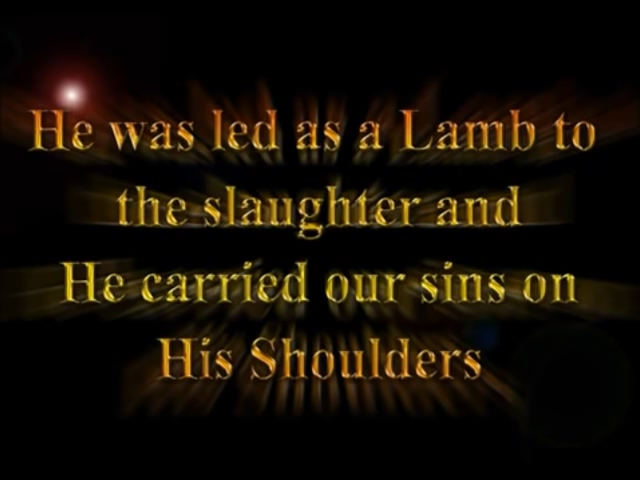 He was led as a Lamb to
the slaughter and
He carried our sins on
His Shoulders